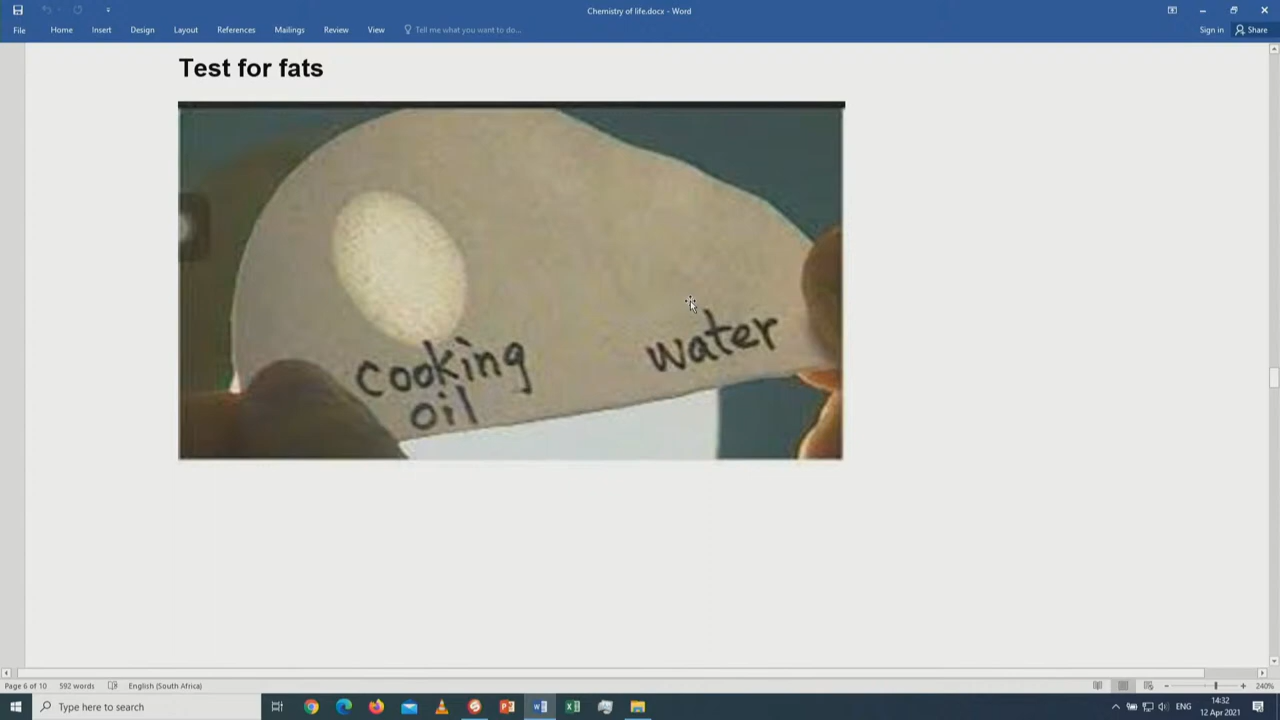 Chemistry of life.docx - Word
File Home Insert Design Layout References Mailings Review View Tell me what you want to do... Sign in Share
Test for fats
cooking
oil
water
Page 6 of 10 592 words English (South Africa) 240%
Type here to search
ENG
14:32
12 Apr 2021